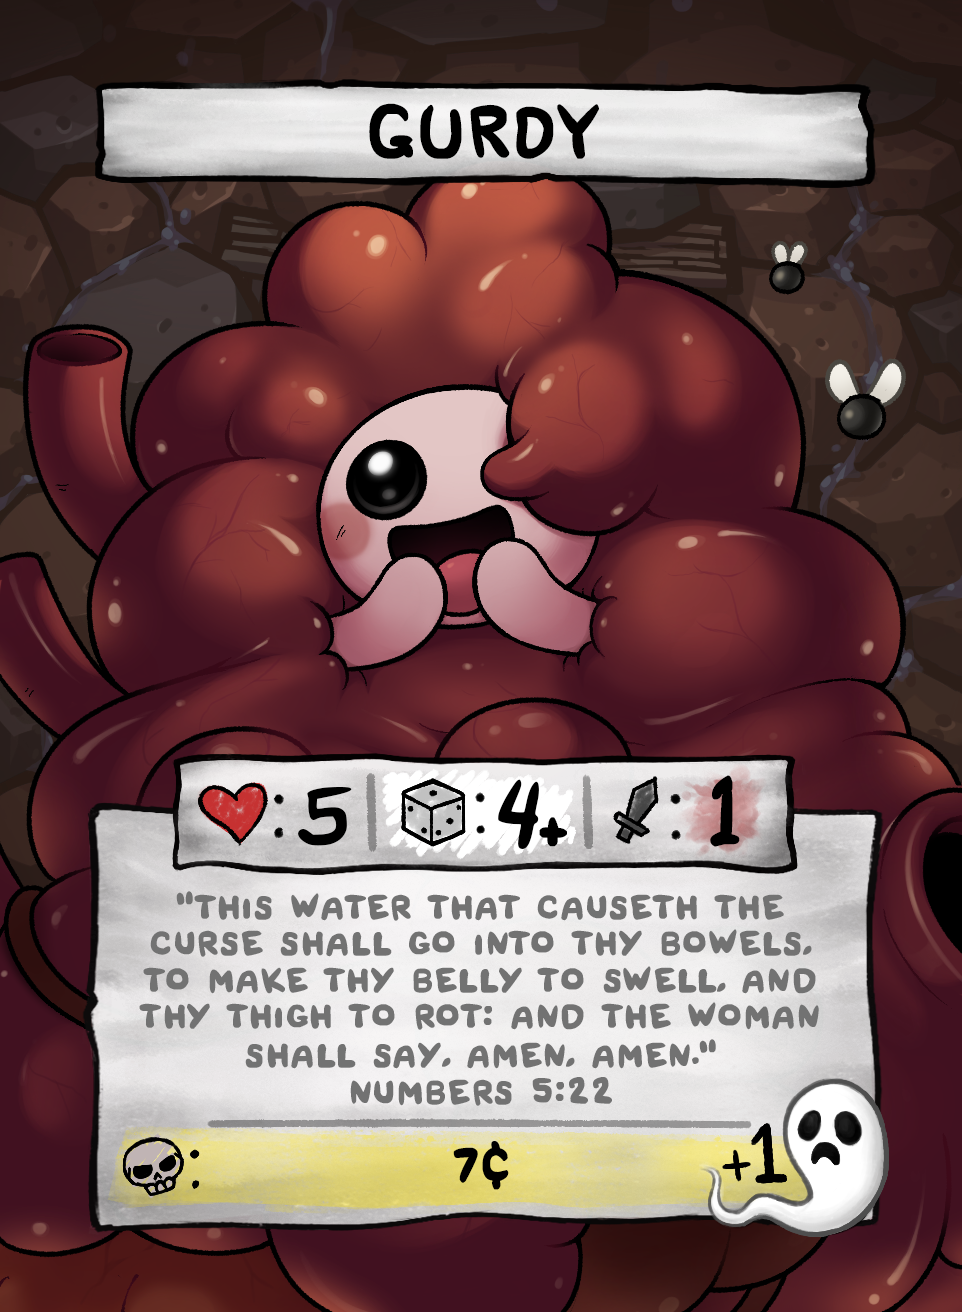 GURDY
: 5 : 4+ : 1
"THIS WATER THAT CAUSETH THE
CURSE SHALL GO INTO THY BOWELS,
TO MAKE THY BELLY TO SWELL, AND
THY THIGH TO ROT: AND THE WOMAN
SHALL SAY, AMEN, AMEN."
NUMBERS 5:22
: 7¢ +1